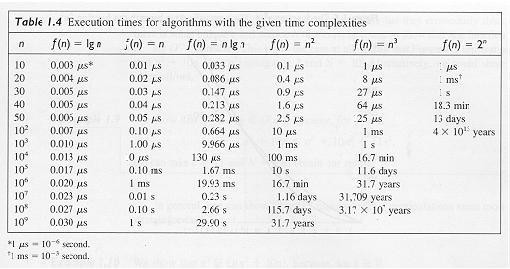 Table 1.4 Execution times for algorithms with the given time complexities
n f(n) = lg n f(n) = n f(n) = n lg n f(n) = n² f(n) = n³ f(n) = 2ⁿ
10 0.003 μs* 0.01 μs 0.033 μs 0.1 μs 1 μs 1 μs
20 0.004 μs 0.02 μs 0.086 μs 0.4 μs 8 μs 1 ms†
30 0.005 μs 0.03 μs 0.147 μs 0.9 μs 27 μs 1 s
40 0.005 μs 0.04 μs 0.213 μs 1.6 μs 64 μs 18.3 min
50 0.006 μs 0.05 μs 0.282 μs 2.5 μs 25 μs 13 days
10² 0.007 μs 0.10 μs 0.664 μs 10 μs 1 ms 4 × years
10³ 0.010 μs 1.00 μs 9.966 μs 1 ms 1 s
10⁴ 0.013 μs .0 μs 130 μs 100 ms 16.7 min
10⁵ 0.017 μs 0.10 ms 1.67 ms 10 s 11.6 days
10⁶ 0.020 μs 1 ms 19.93 ms 16.7 min 31.7 years
10⁷ 0.023 μs 0.01 s 0.23 s 1.16 days 31,709 years
10⁸ 0.027 μs 0.10 s 2.66 s 115.7 days 3.17 × 10⁷ years
10⁹ 0.030 μs 1 s 29.90 s 31.7 years
*1 μs = 10⁻⁶ second.
†1 ms = 10⁻³ second.